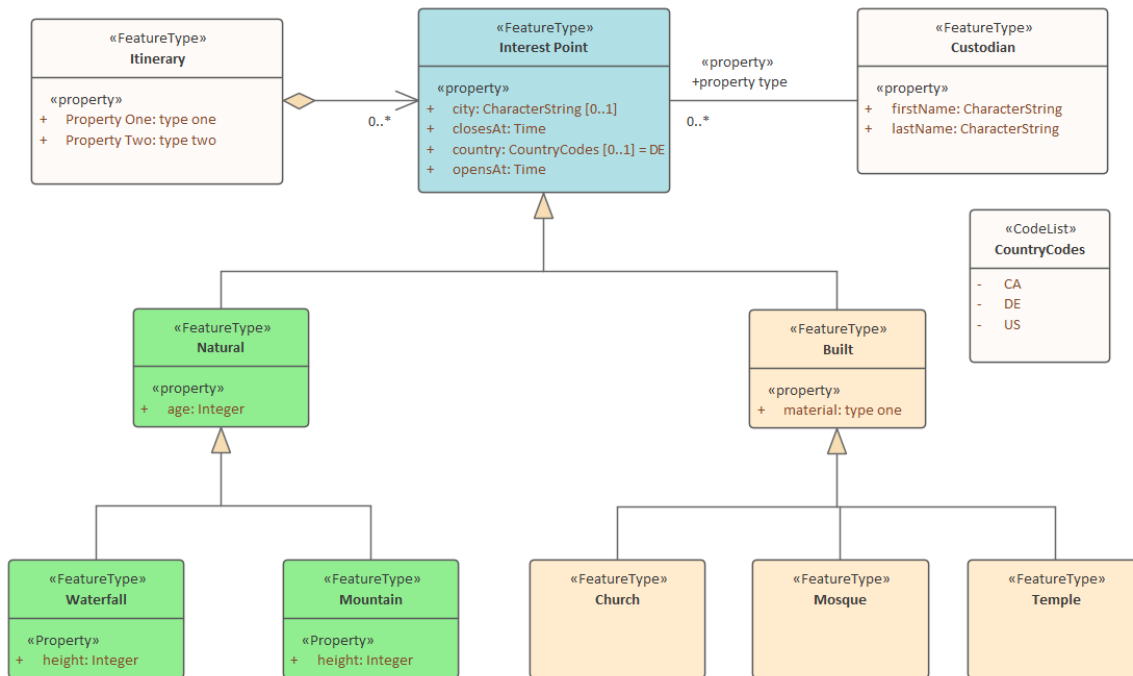 «FeatureType»
Itinerary
«property»
+ Property One: type one
+ Property Two: type two
0..*
«FeatureType»
Interest Point
«property»
+ city: CharacterString [0..1]
+ closesAt: Time
+ country: CountryCodes [0..1] = DE
+ opensAt: Time
«property»
+property type
0..*
«FeatureType»
Custodian
«property»
+ firstName: CharacterString
+ lastName: CharacterString
«CodeList»
CountryCodes
- CA
- DE
- US
«FeatureType»
Natural
«property»
+ age: Integer
«FeatureType»
Built
«property»
+ material: type one
«FeatureType»
Waterfall
«Property»
+ height: Integer
«FeatureType»
Mountain
«Property»
+ height: Integer
«FeatureType»
Church
«FeatureType»
Mosque
«FeatureType»
Temple